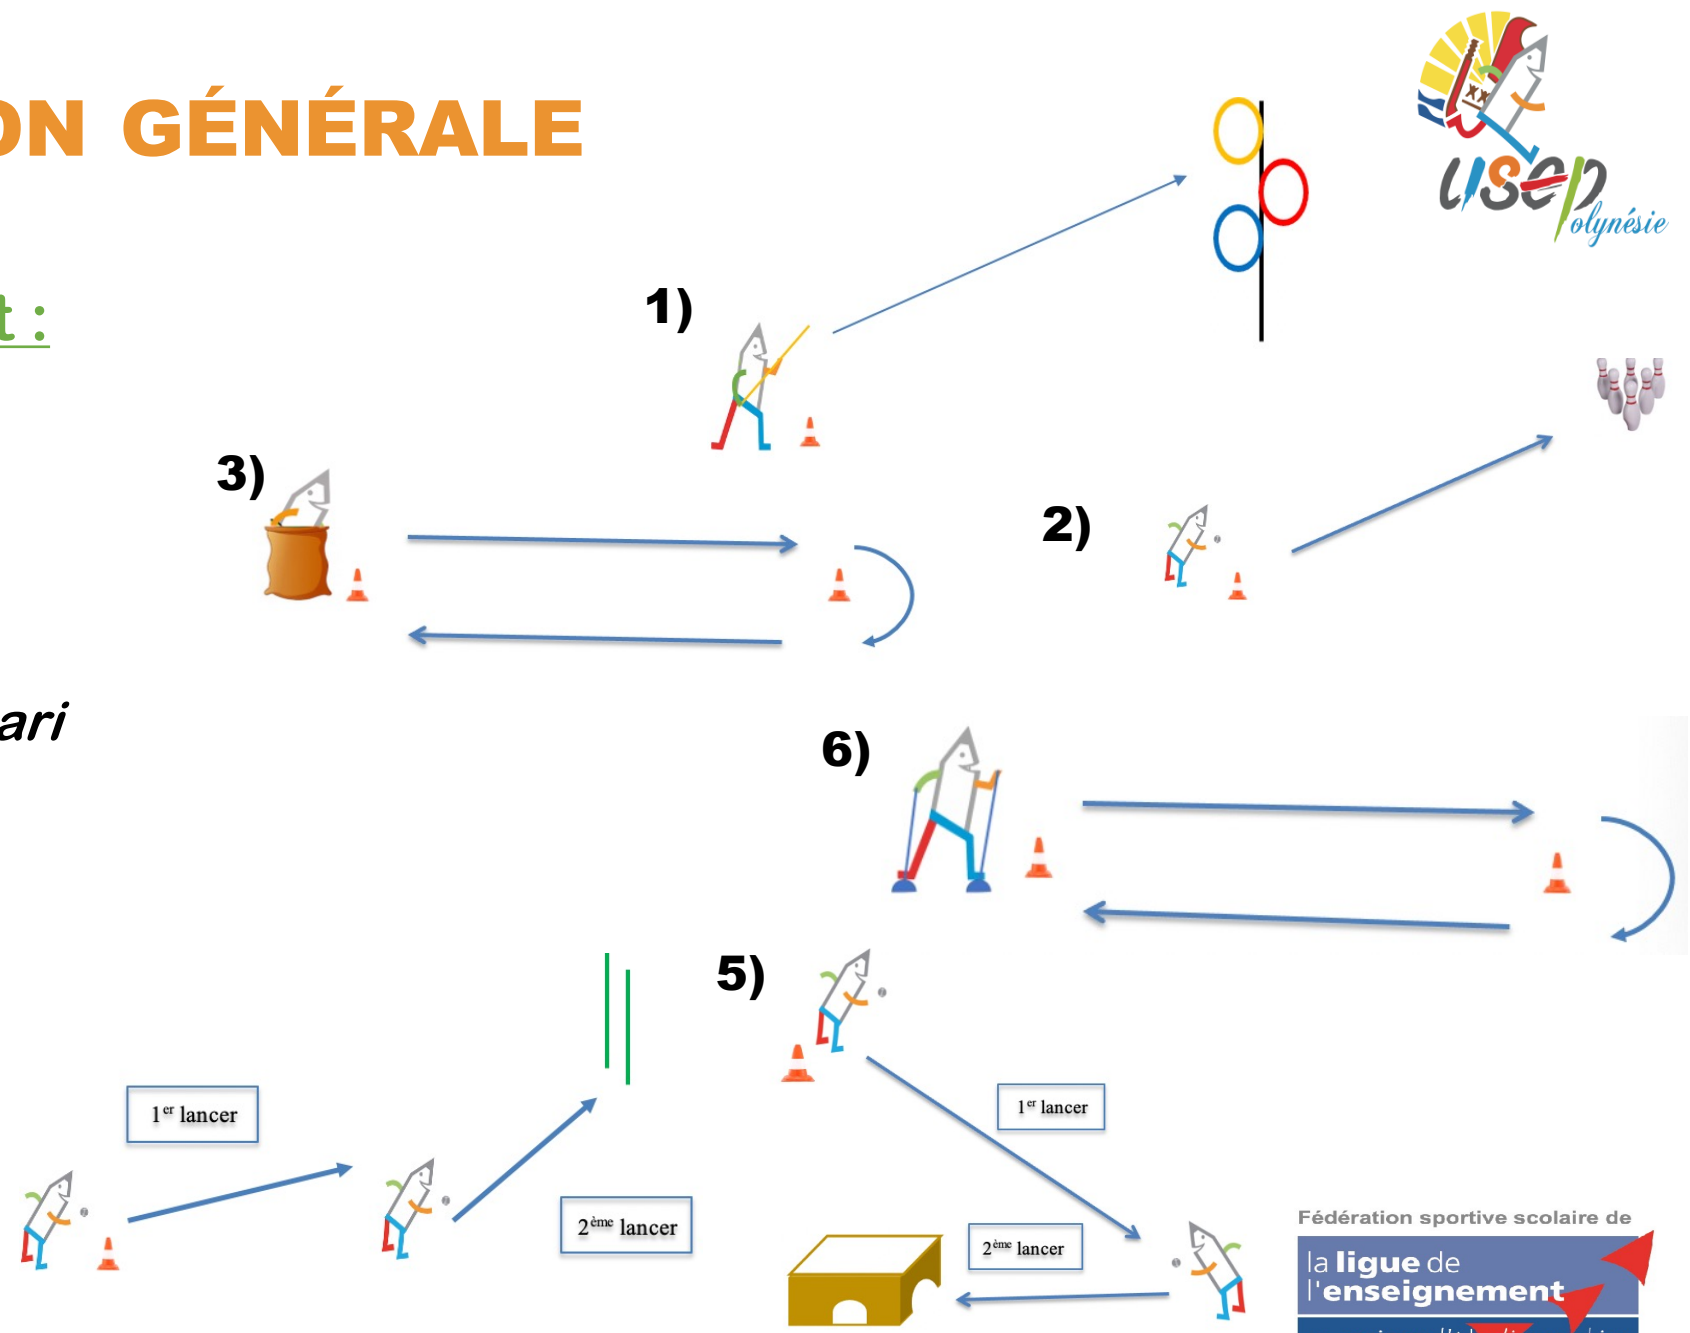 ON GÉNÉRALE
USEP
Polynésie
t :
1)
3)
2)
ari
6)
5)
1er lancer
1er lancer
2ème lancer
2ème lancer
Fédération sportive scolaire de
la ligue de
l'enseignement